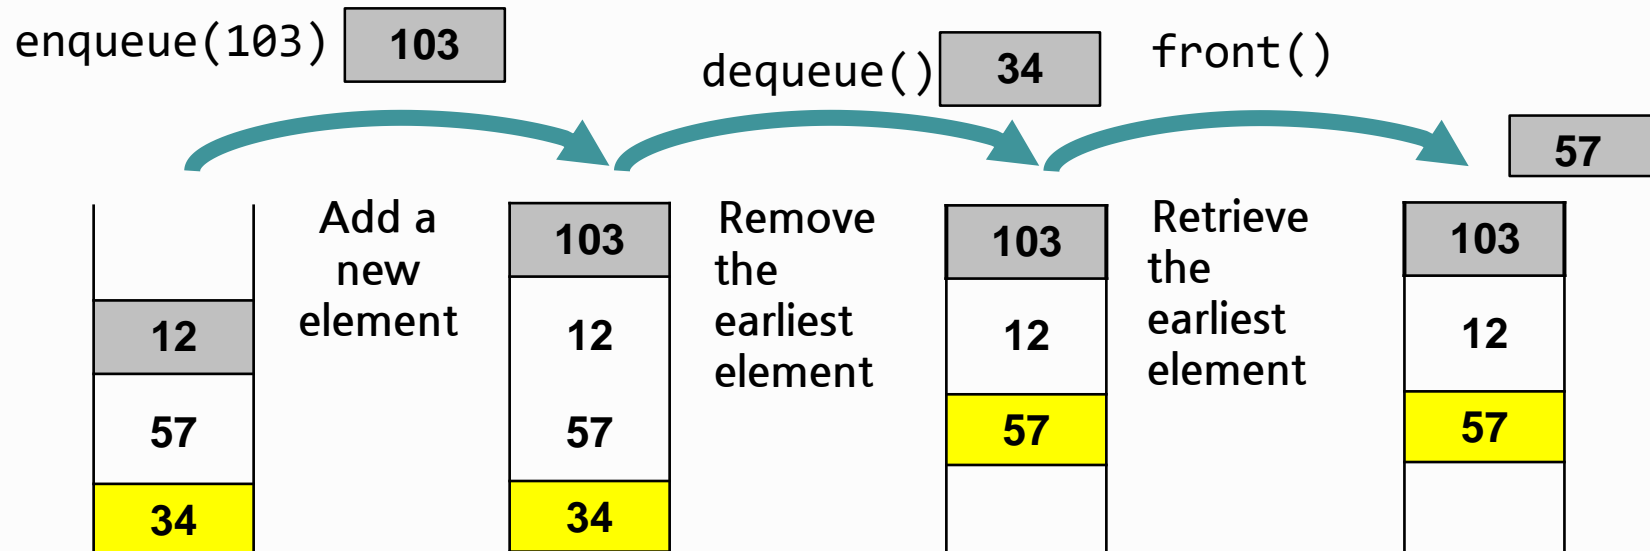 enqueue(103)
103
dequeue()
34
front()
57
12
57
34
Add a
new
element
103
12
57
34
Remove
the
earliest
element
103
12
57
Retrieve
the
earliest
element
103
12
57